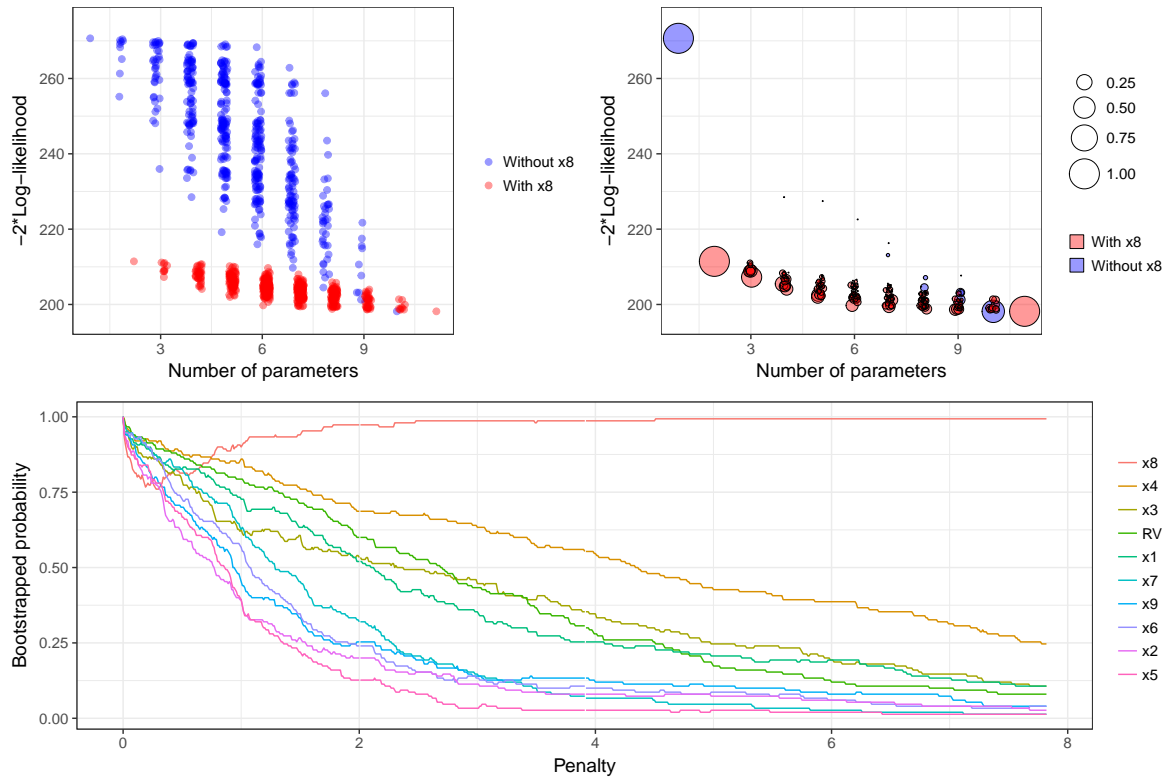 260
240
220
200
3
6
9
Number of parameters
−2*Log−likelihood
Without x8
With x8
260
240
220
200
3
6
9
Number of parameters
−2*Log−likelihood
0.25
0.50
0.75
1.00
With x8
Without x8
1.00
0.75
0.50
0.25
0.00
0
2
4
6
8
Penalty
Bootstrapped probability
x8
x4
x3
RV
x1
x7
x9
x6
x2
x5